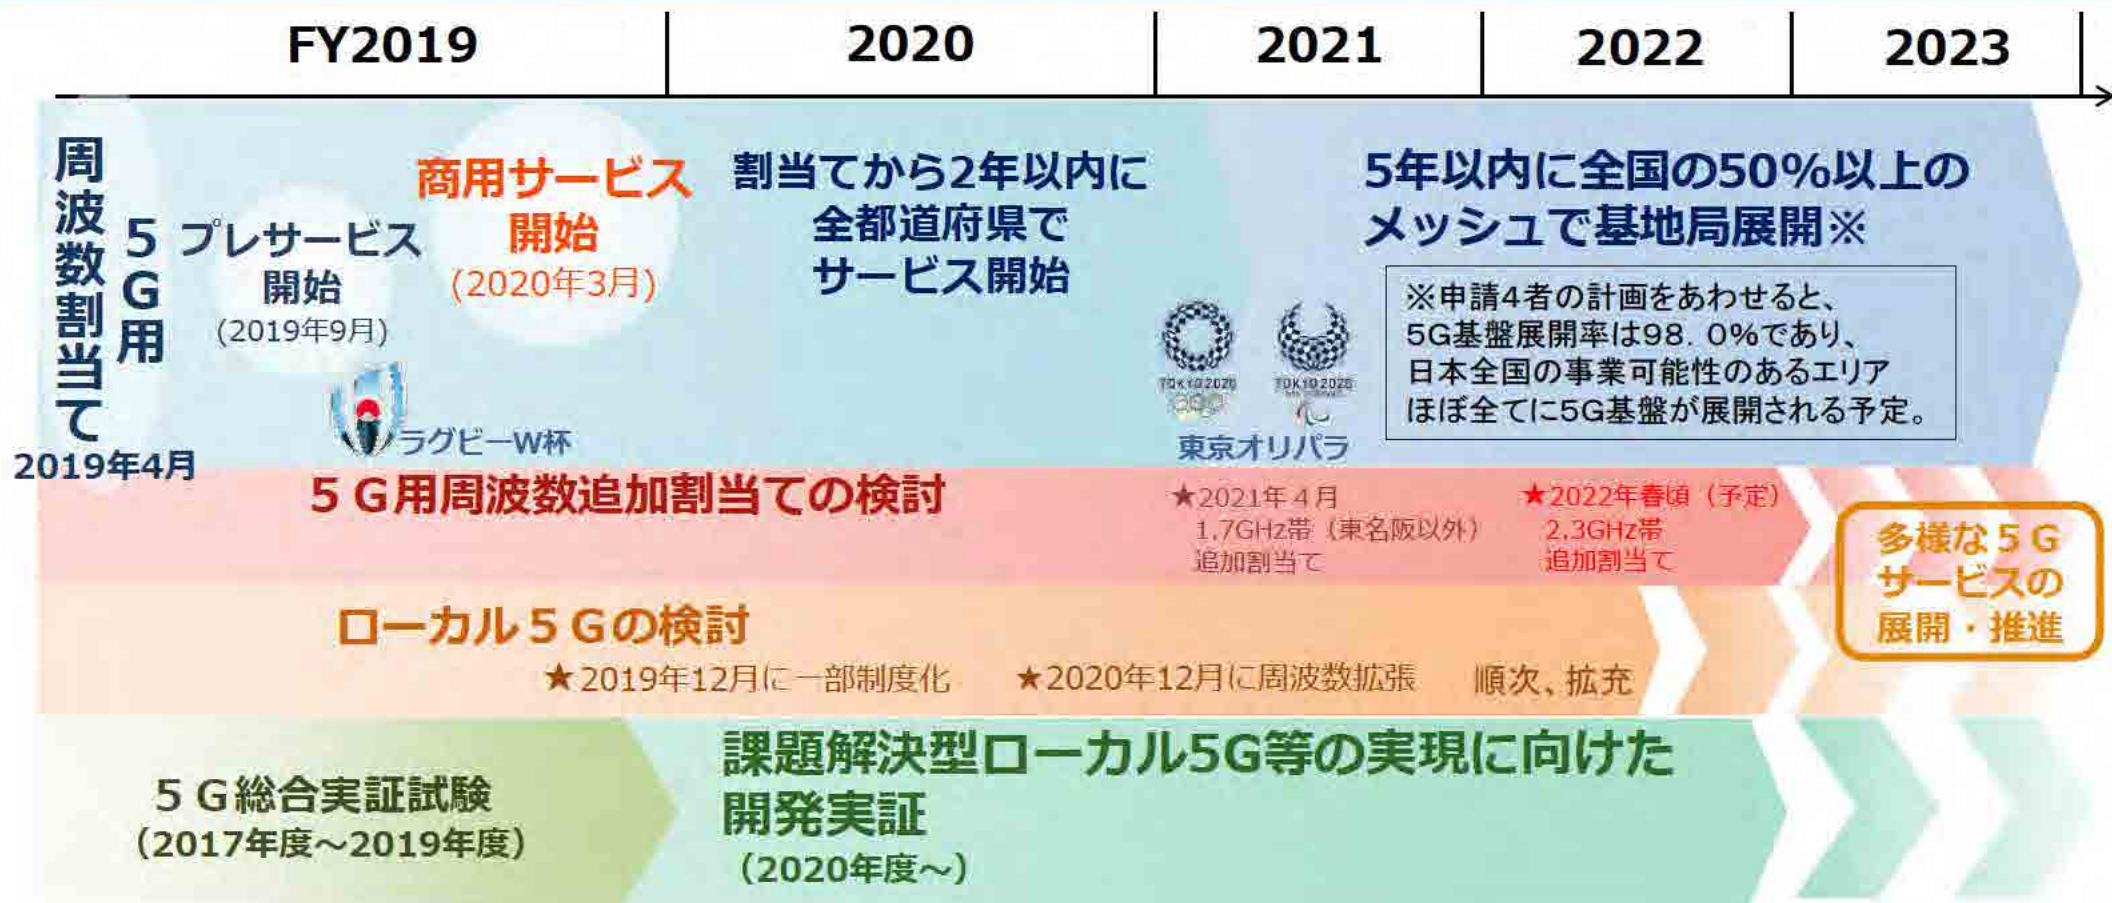 FY2019
2020
2021
2022
2023
周波数割当て
5G用
2019年4月
プレサービス
開始
(2019年9月)
商用サービス
開始
(2020年3月)
ラグビーW杯
割当てから2年以内に
全都道府県で
サービス開始
TOKYO 2020
TOKYO 2020
東京オリパラ
5年以内に全国の50%以上の
メッシュで基地局展開※
※申請4者の計画をあわせると、
5G基盤展開率は98.0%であり、
日本全国の事業可能性のあるエリア
ほぼ全てに5G基盤が展開される予定。
5G用周波数追加割当ての検討
★2021年4月
1.7GHz帯（東名阪以外）
追加割当て
★2022年春頃（予定）
2.3GHz帯
追加割当て
多様な5G
サービスの
展開・推進
ローカル5Gの検討
★2019年12月に一部制度化
★2020年12月に周波数拡張
順次、拡充
5G総合実証試験
（2017年度～2019年度）
課題解決型ローカル5G等の実現に向けた
開発実証
（2020年度～）